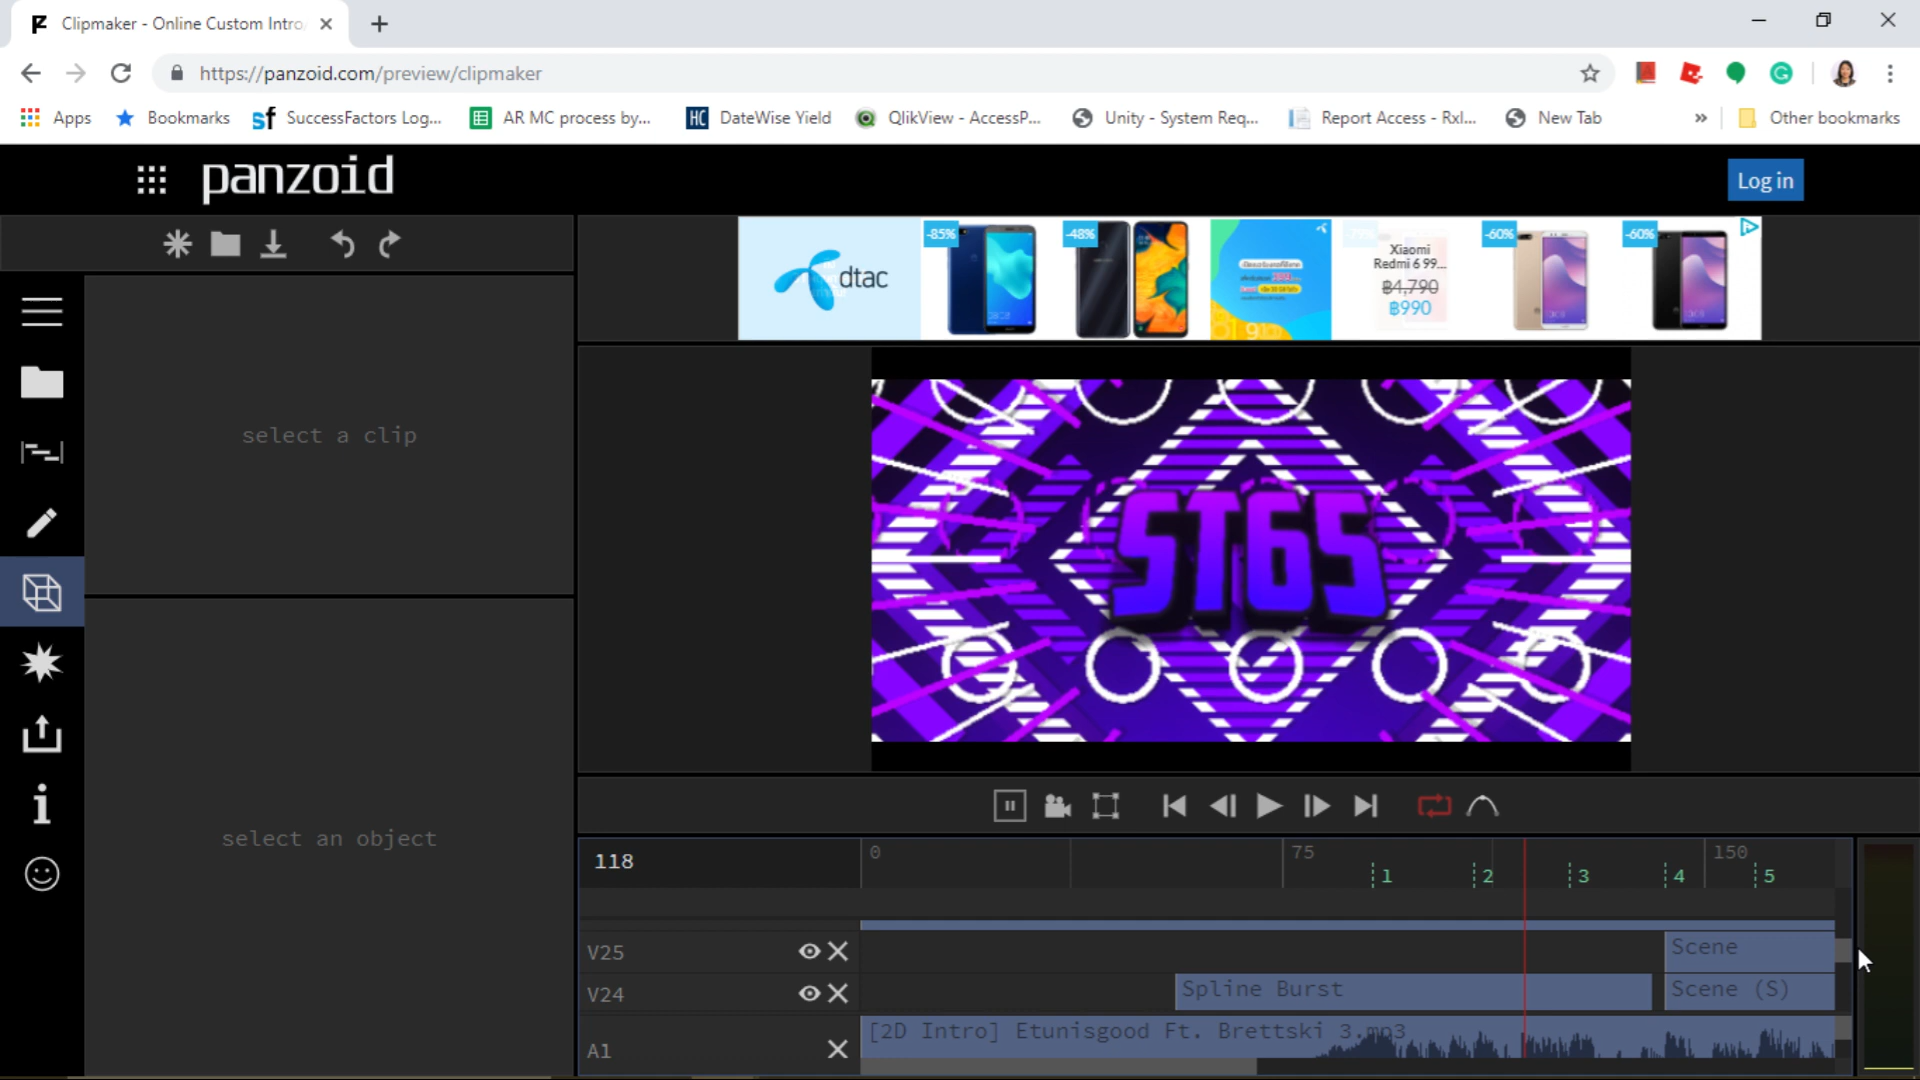 Clipmaker - Online Custom Intro
https://panzoid.com/preview/clipmaker
Apps
Bookmarks
SuccessFactors Log...
AR MC process by...
DateWise Yield
QlikView - AccessP...
Unity - System Req...
Report Access - Rxl...
New Tab
»
Other bookmarks
panzoid
Log in
dtac
-85%
-48%
Xiaomi
Redmi 6 99...
฿4,790
฿990
-60%
-60%
select a clip
ST65
select an object
118
0
75
150
1
2
3
4
5
V25
Scene
V24
Spline Burst
Scene (S)
A1
[2D Intro] Etunisgood Ft. Brettski 3.mp3